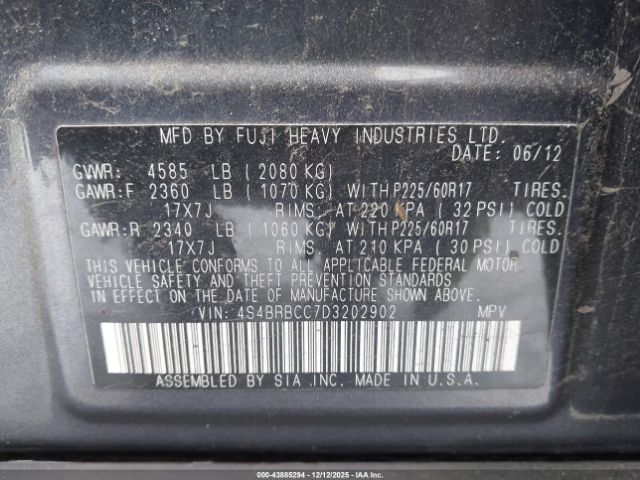 MFD BY FUJI HEAVY INDUSTRIES LTD.
DATE: 06/12
GVWR: 4585 LB (2080 KG)
GAWR:F 2360 LB (1070 KG) WITH P225/60R17 TIRES.
17X7J RIMS, AT 220 KPA (32 PSI) COLD
GAWR:R 2340 LB (1060 KG) WITH P225/60R17 TIRES.
17X7J RIMS, AT 210 KPA (30 PSI) COLD
THIS VEHICLE CONFORMS TO ALL APPLICABLE FEDERAL MOTOR
VEHICLE SAFETY AND THEFT PREVENTION STANDARDS IN
EFFECT ON THE DATE OF MANUFACTURE SHOWN ABOVE.
VIN: 4S4BRBCC7D3202902 MPV
ASSEMBLED BY SIA INC. MADE IN U.S.A.
© IAA 0-43885294 - 12/12/2025 - IAAI.COM